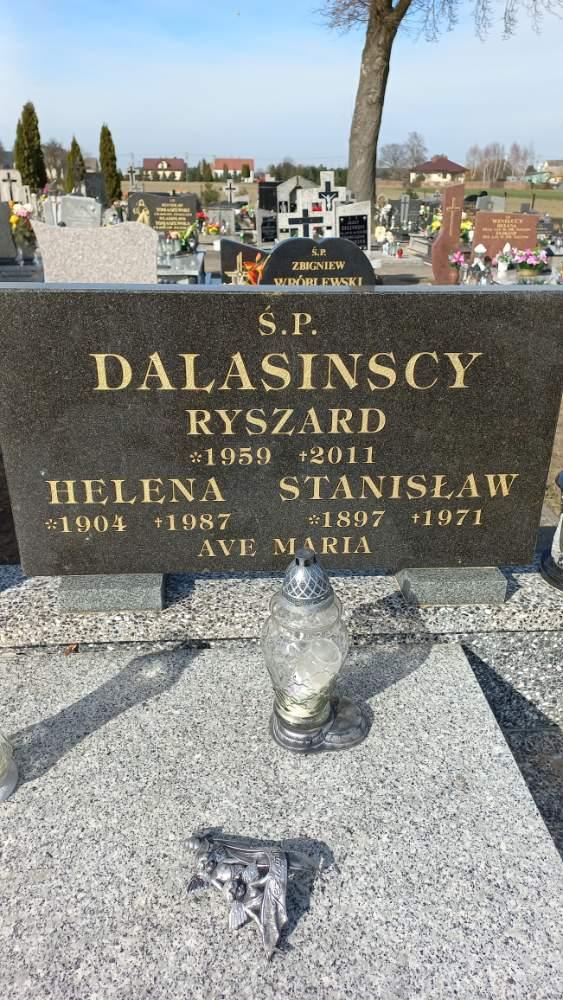 Ś.P.
ZBIGNIEW
WRÓBLEWSKI
Ś.P.
DALASINSCY
RYSZARD
*1959 †2011
HELENA STANISŁAW
*1904 †1987 *1897 †1971
AVE MARIA